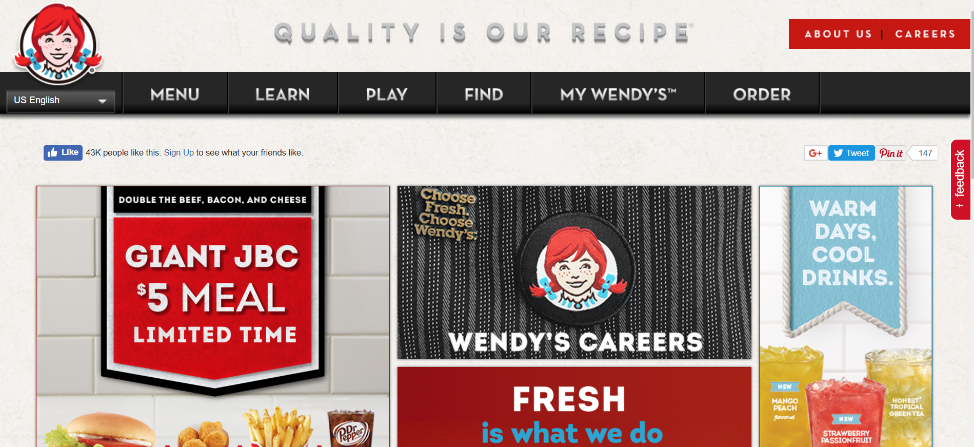 QUALITY IS OUR RECIPE®
ABOUT US | CAREERS
US English
MENU
LEARN
PLAY
FIND
MY WENDY'S™
ORDER
Like
43K people like this. Sign Up to see what your friends like.
G+
Tweet
Pin it
147
+ feedback
DOUBLE THE BEEF, BACON, AND CHEESE
GIANT JBC
$5 MEAL
LIMITED TIME
Dr Pepper
Choose
Fresh.
Choose
Wendy's.
WENDY'S CAREERS
FRESH
is what we do
WARM
DAYS,
COOL
DRINKS.
NEW
MANGO
PEACH
NEW
STRAWBERRY
PASSIONFRUIT
HONEST
TROPICAL
GREEN TEA